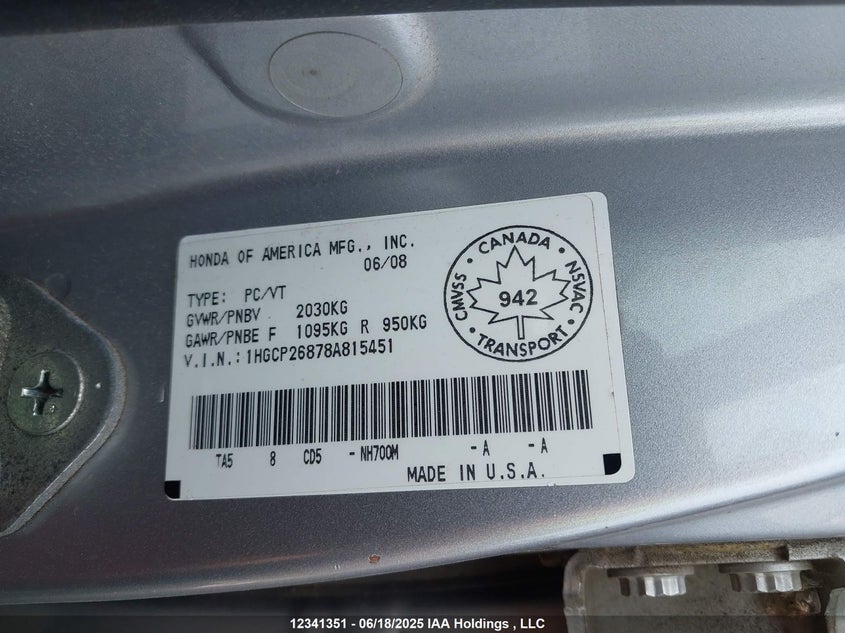 HONDA OF AMERICA MFG., INC.
06/08
TYPE: PC/VT
GVWR/PNBV 2030KG
GAWR/PNBE F 1095KG R 950KG
V.I.N.: 1HGCP26878A815451
CANADA
CMVSS
NSVAC
942
TRANSPORT
TA5 8 CD5 - NH700M -A -A
MADE IN U.S.A.
12341351 - 06/18/2025 IAA Holdings , LLC